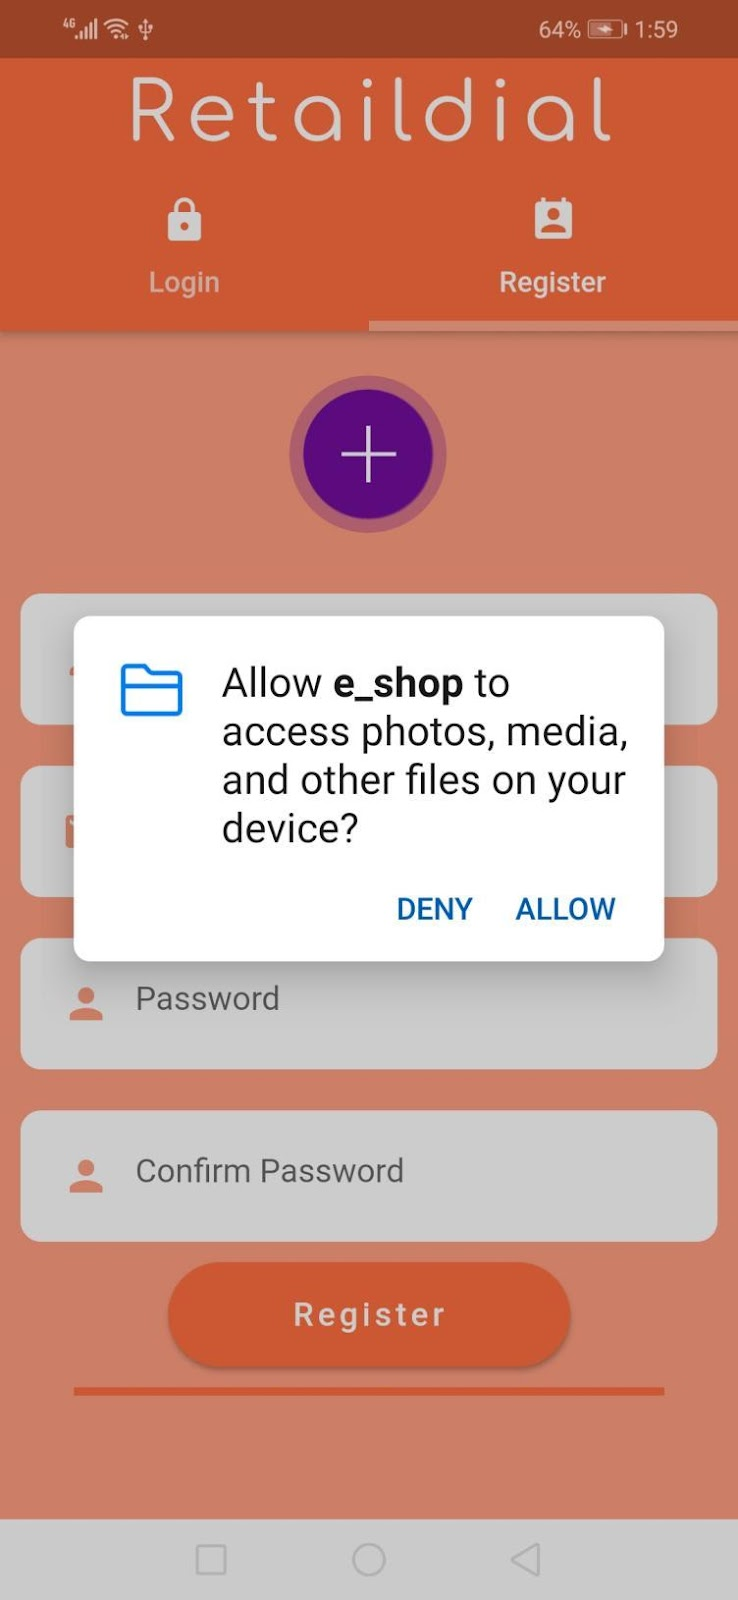 4G 64% 1:59
Retaildial
Login Register
Allow e_shop to
access photos, media,
and other files on your
device?
DENY ALLOW
Password
Confirm Password
Register